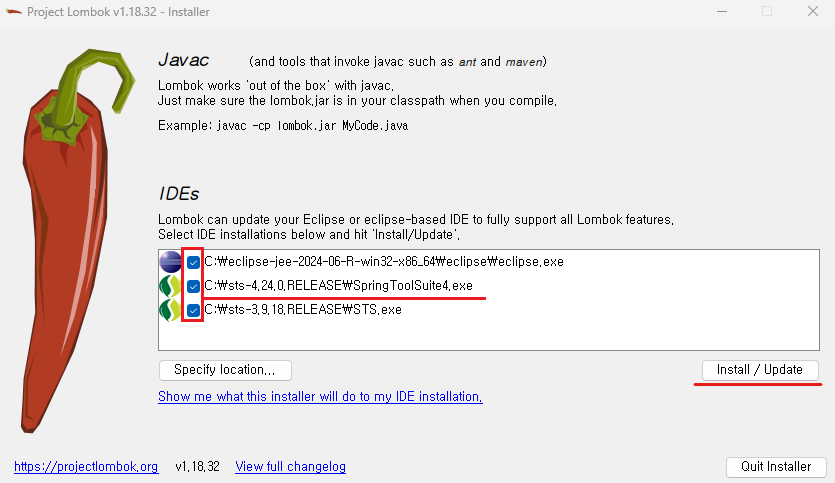 Project Lombok v1.18.32 - Installer
Javac (and tools that invoke javac such as ant and maven)
Lombok works 'out of the box' with javac.
Just make sure the lombok.jar is in your classpath when you compile.
Example: javac -cp lombok.jar MyCode.java
IDEs
Lombok can update your Eclipse or eclipse-based IDE to fully support all Lombok features.
Select IDE installations below and hit 'Install/Update'.
C:₩eclipse-jee-2024-06-R-win32-x86_64₩eclipse₩eclipse.exe
C:₩sts-4.24.0.RELEASE₩SpringToolSuite4.exe
C:₩sts-3.9.18.RELEASE₩STS.exe
Specify location... Install / Update
Show me what this installer will do to my IDE installation.
https://projectlombok.org v1.18.32 View full changelog Quit Installer